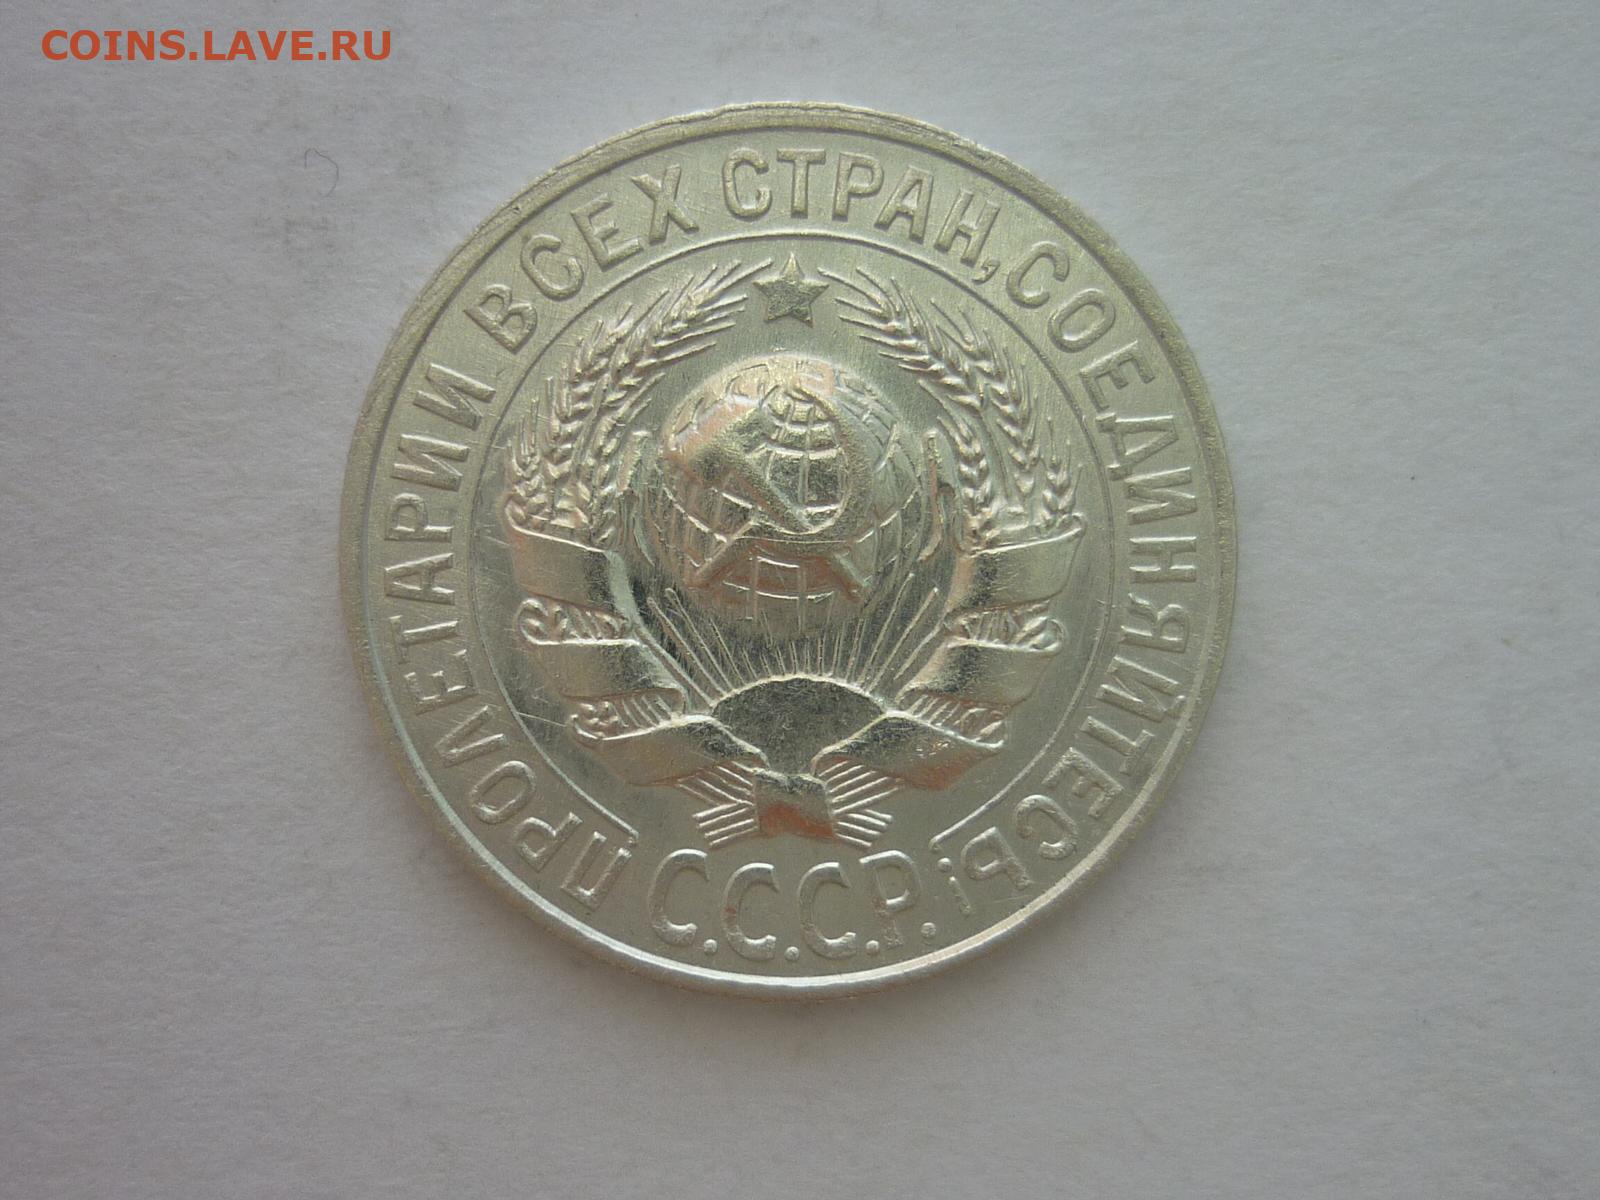 COINS.LAVE.RU
ПРОЛЕТАРИИ ВСЕХ СТРАН, СОЕДИНЯЙТЕСЬ!
С.С.С.Р.